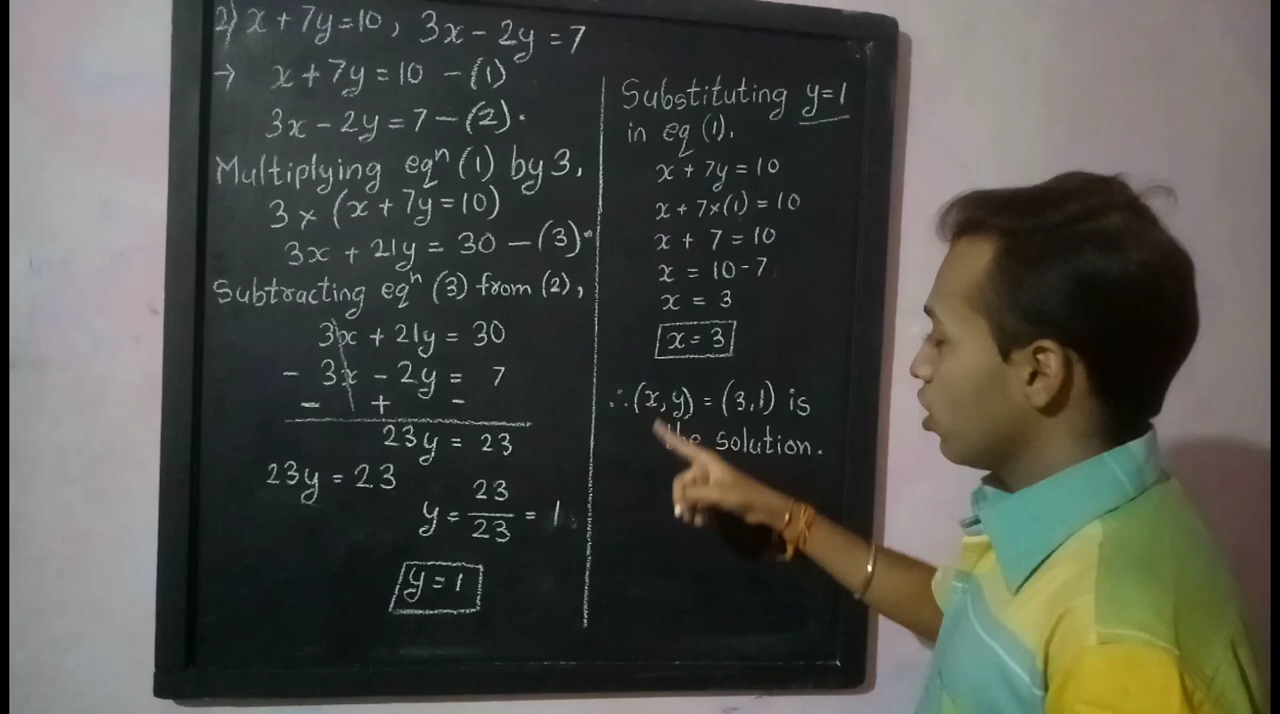 2) x + 7y = 10, 3x - 2y = 7
→ x + 7y = 10 - (1)
3x - 2y = 7 - (2).
Multiplying eqⁿ (1) by 3,
3 × (x + 7y = 10)
3x + 21y = 30 - (3).
Subtracting eqⁿ (3) from (2),
3x + 21y = 30
- 3x - 2y = 7
- + -
23y = 23
23y = 23
y = 23/23 = 1
y = 1
Substituting y=1
in eq (1),
x + 7y = 10
x + 7×(1) = 10
x + 7 = 10
x = 10 - 7
x = 3
x = 3
∴ (x, y) = (3, 1) is
the solution.